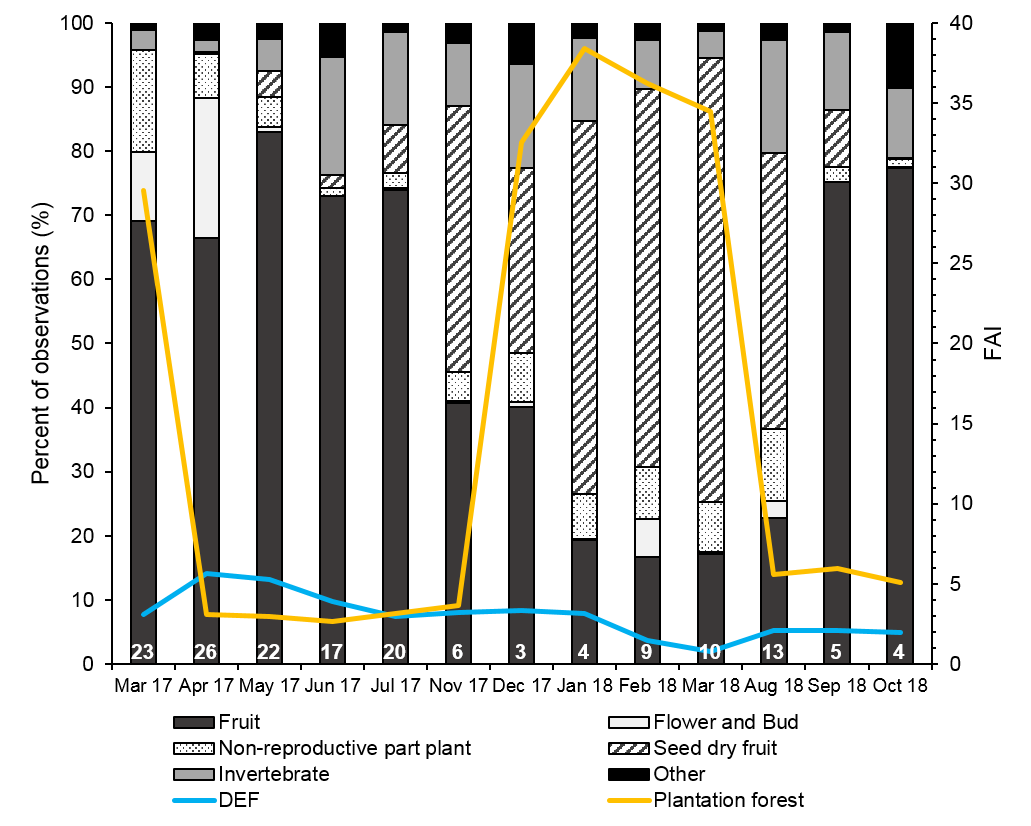 100
90
80
70
60
50
40
30
20
10
0
Percent of observations (%)
40
35
30
25
20
15
10
5
0
FAI
23 26 22 17 20 6 3 4 9 10 13 5 4
Mar 17 Apr 17 May 17 Jun 17 Jul 17 Nov 17 Dec 17 Jan 18 Feb 18 Mar 18 Aug 18 Sep 18 Oct 18
Fruit Flower and Bud
Non-reproductive part plant Seed dry fruit
Invertebrate Other
DEF Plantation forest